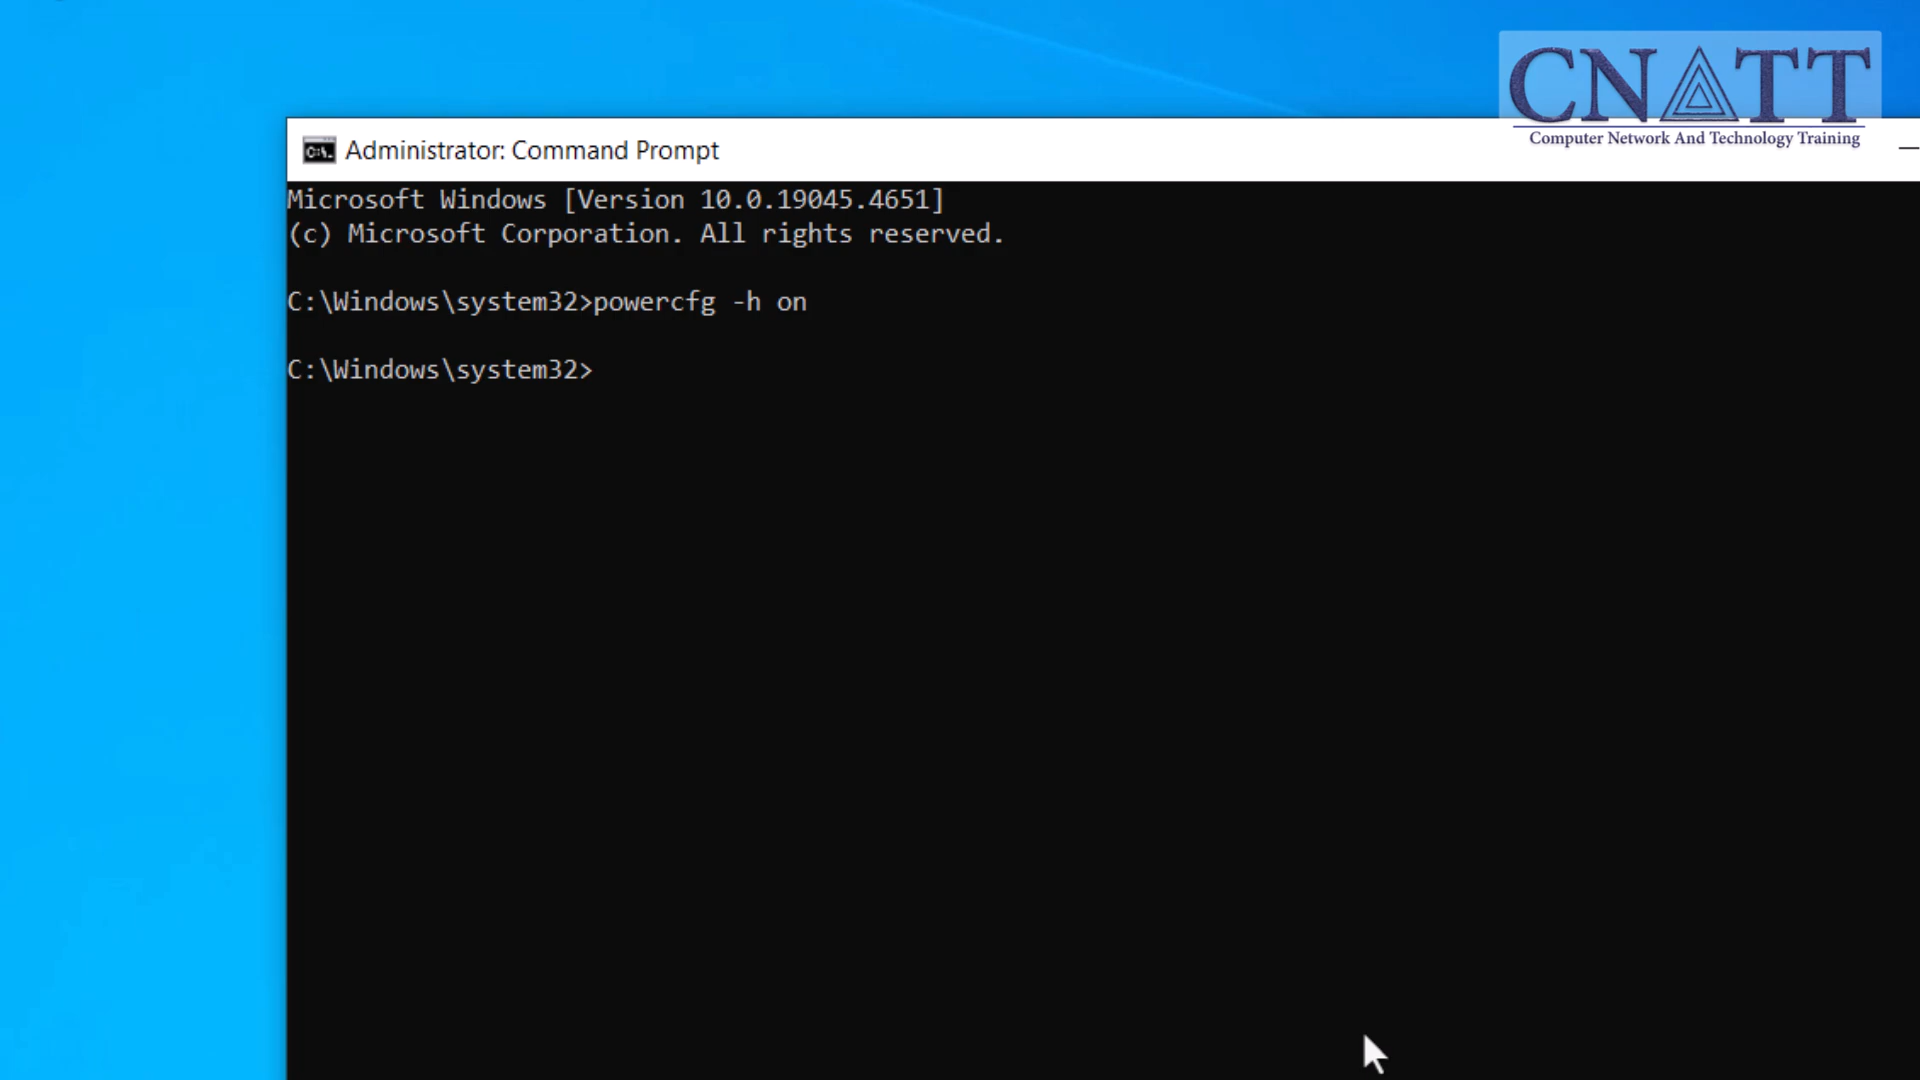 CNATT
Computer Network And Technology Training
C:\.
Administrator: Command Prompt
Microsoft Windows [Version 10.0.19045.4651]
(c) Microsoft Corporation. All rights reserved.
C:\Windows\system32>powercfg -h on
C:\Windows\system32>